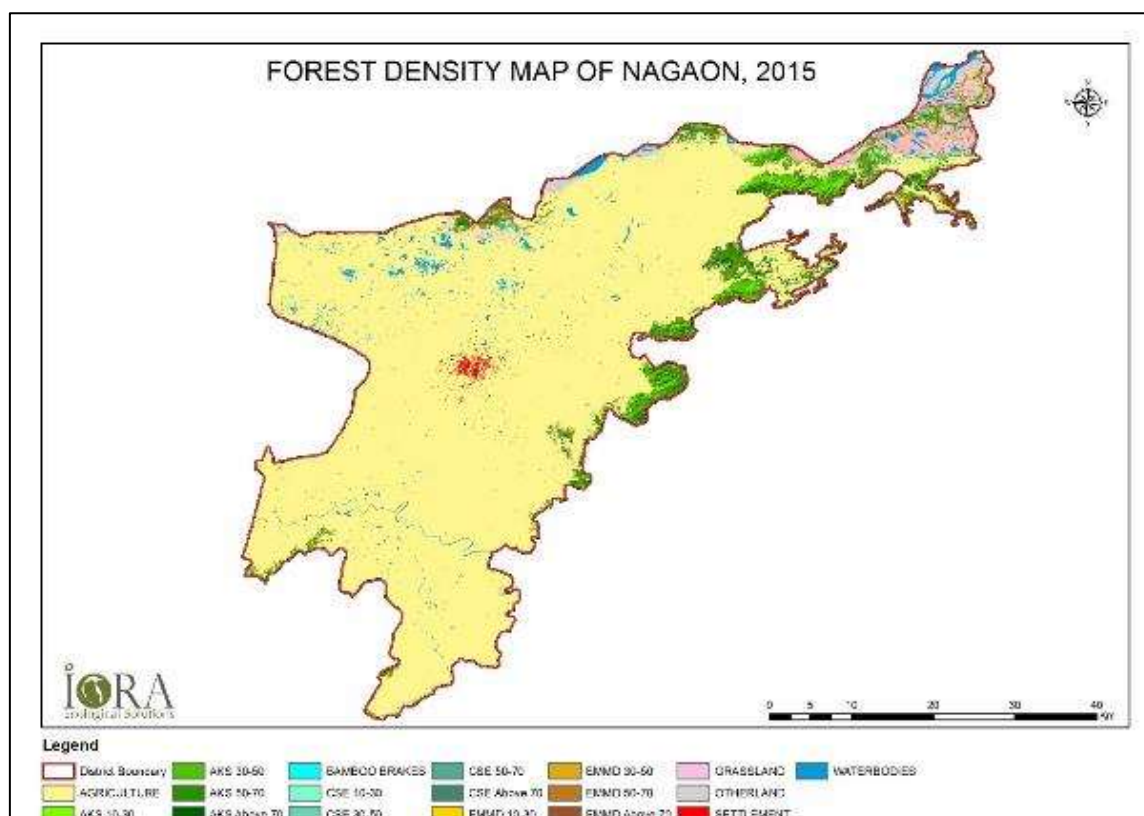 FOREST DENSITY MAP OF NAGAON, 2015
N
S
IORA
Ecological Solutions
0 5 10 20 30 40
KM
Legend
District Boundary AKS 30-50 BAMBOO BRAKES CSE 50-70 EMMD 30-50 GRASSLAND WATERBODIES
AGRICULTURE AKS 50-70 CSE 10-30 CSE Above 70 EMMD 50-70 OTHERLAND
AKS 10-30 AKS Above 70 CSE 30-50 EMMD 10-30 EMMD Above 70 SETTLEMENT